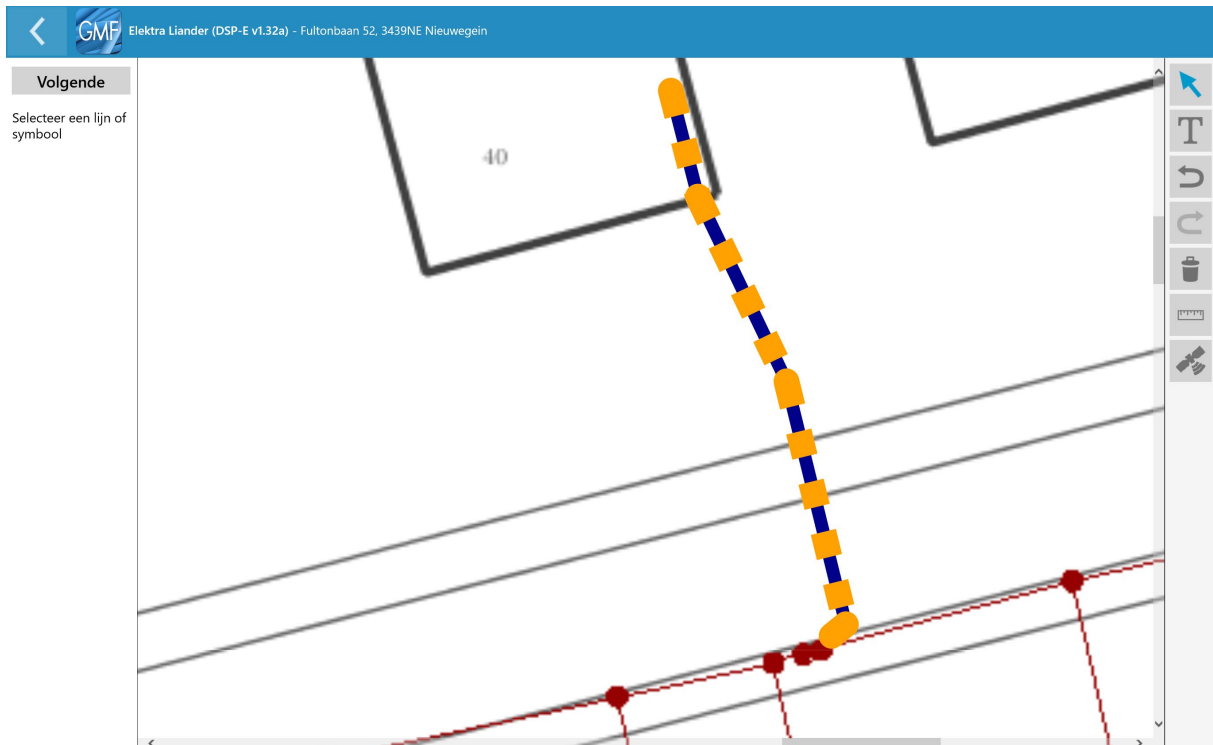 GMF
Elektra Liander (DSP-E v1.32a) - Fultonbaan 52, 3439NE Nieuwegein
Volgende
Selecteer een lijn of
symbool
40
T